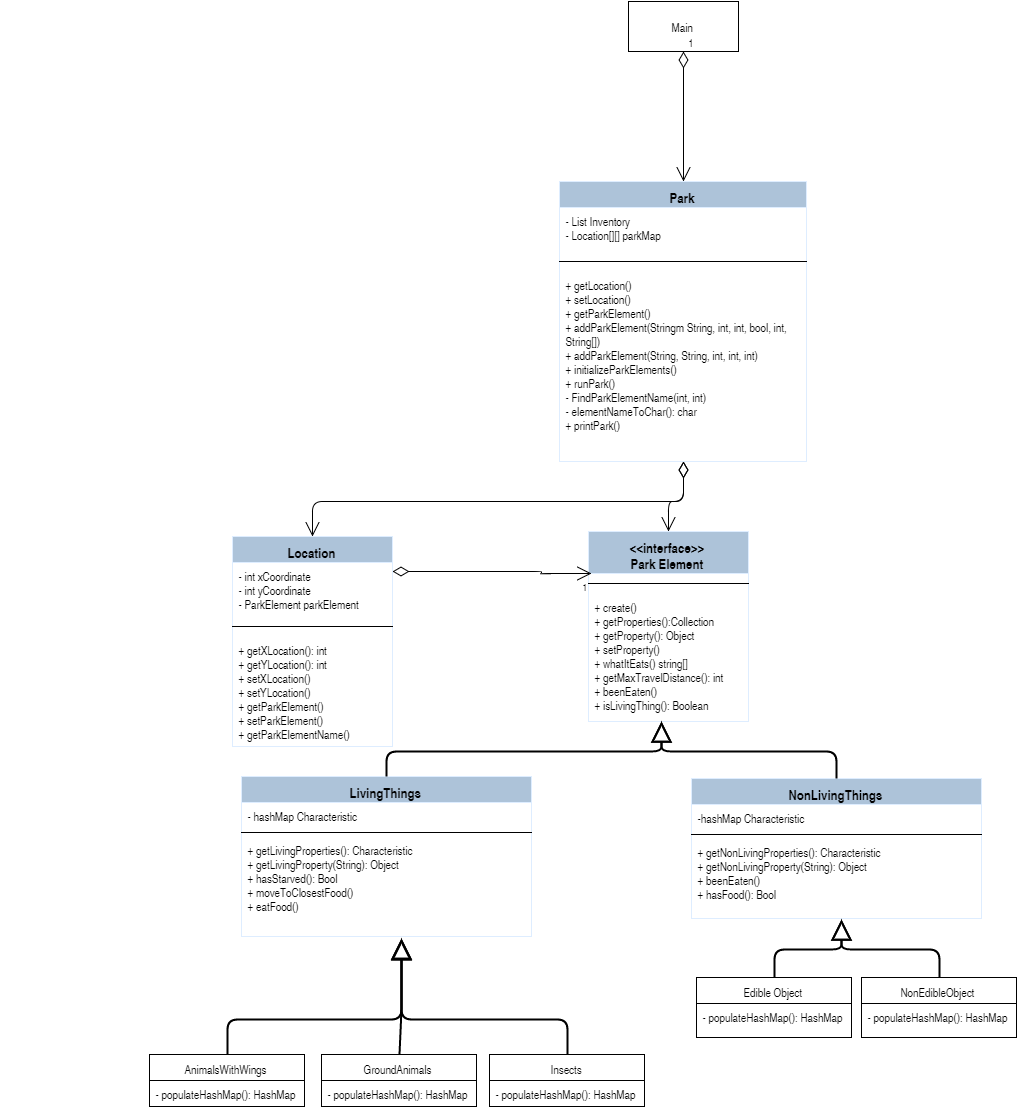 Main
1
Park
- List Inventory
- Location[][] parkMap
+ getLocation()
+ setLocation()
+ getParkElement()
+ addParkElement(Stringm String, int, int, bool, int,
String[])
+ addParkElement(String, String, int, int, int)
+ initializeParkElements()
+ runPark()
- FindParkElementName(int, int)
- elementNameToChar(): char
+ printPark()
Location
- int xCoordinate
- int yCoordinate
- ParkElement parkElement
+ getXLocation(): int
+ getYLocation(): int
+ setXLocation()
+ setYLocation()
+ getParkElement()
+ setParkElement()
+ getParkElementName()
1
<<interface>>
Park Element
+ create()
+ getProperties():Collection
+ getProperty(): Object
+ setProperty()
+ whatItEats() string[]
+ getMaxTravelDistance(): int
+ beenEaten()
+ isLivingThing(): Boolean
LivingThings
- hashMap Characteristic
+ getLivingProperties(): Characteristic
+ getLivingProperty(String): Object
+ hasStarved(): Bool
+ moveToClosestFood()
+ eatFood()
NonLivingThings
-hashMap Characteristic
+ getNonLivingProperties(): Characteristic
+ getNonLivingProperty(String): Object
+ beenEaten()
+ hasFood(): Bool
Edible Object
- populateHashMap(): HashMap
NonEdibleObject
- populateHashMap(): HashMap
AnimalsWithWings
- populateHashMap(): HashMap
GroundAnimals
- populateHashMap(): HashMap
Insects
- populateHashMap(): HashMap